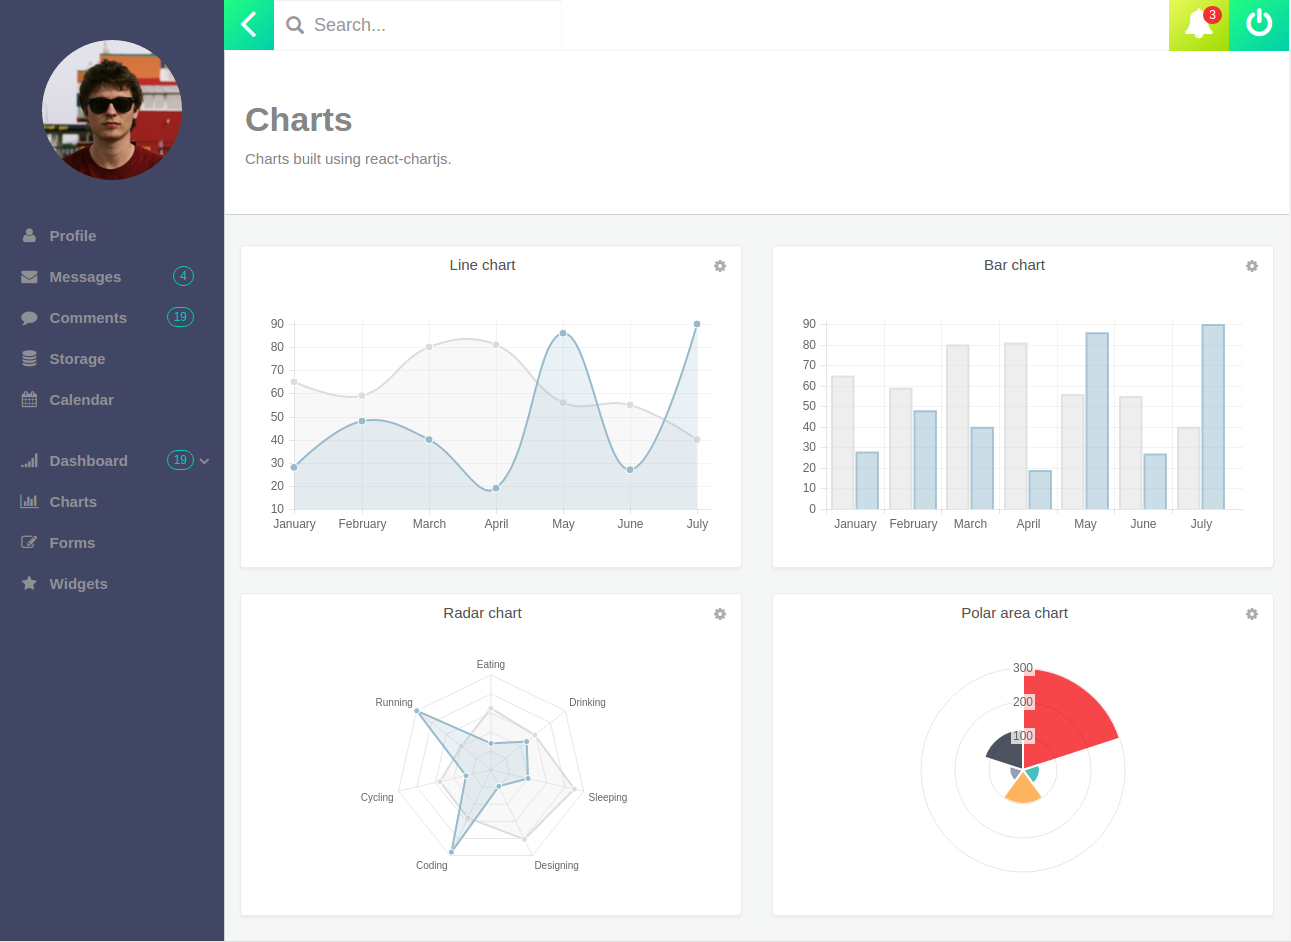 Search...
3
Charts
Charts built using react-chartjs.
Profile
Messages 4
Comments 19
Storage
Calendar
Dashboard 19
Charts
Forms
Widgets
Line chart
90
80
70
60
50
40
30
20
10
January February March April May June July
Bar chart
90
80
70
60
50
40
30
20
10
0
January February March April May June July
Radar chart
Eating
Running
Drinking
Cycling
Sleeping
Coding
Designing
Polar area chart
300
200
100